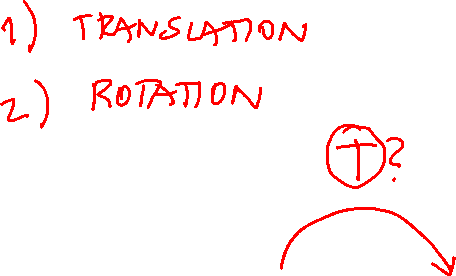 1) TRANSLATION
2) ROTATION
T?